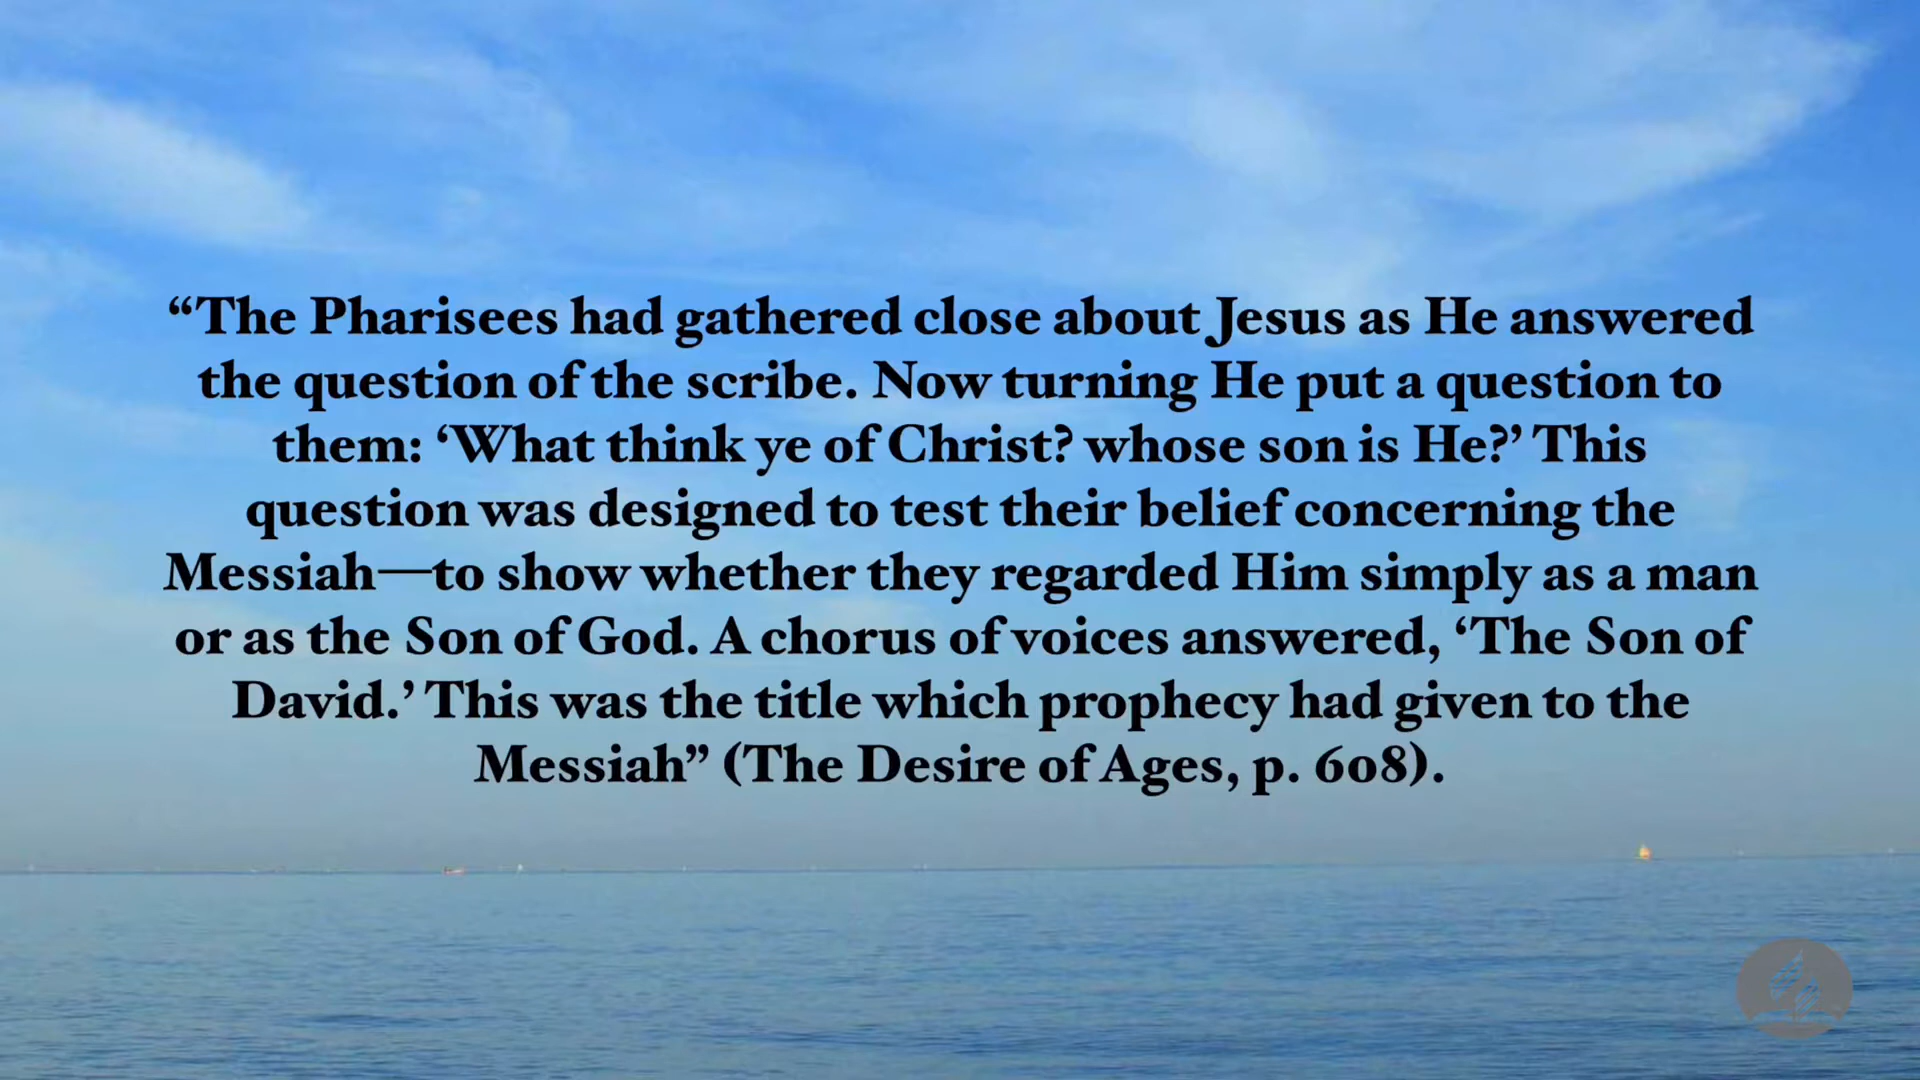 “The Pharisees had gathered close about Jesus as He answered
the question of the scribe. Now turning He put a question to
them: ‘What think ye of Christ? whose son is He?’ This
question was designed to test their belief concerning the
Messiah—to show whether they regarded Him simply as a man
or as the Son of God. A chorus of voices answered, ‘The Son of
David.’ This was the title which prophecy had given to the
Messiah” (The Desire of Ages, p. 608).